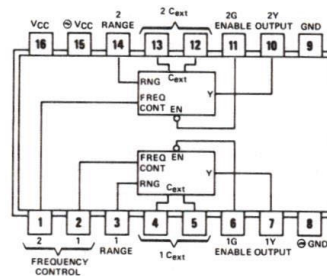 VCC ⊖ VCC 2 RANGE 2 Cext 2G ENABLE 2Y OUTPUT GND
16 15 14 13 12 11 10 9
RNG Cext
FREQ CONT Y
EN
EN
FREQ CONT
RNG Cext Y
1 2 3 4 5 6 7 8
2 1 1 RANGE 1 Cext 1G ENABLE 1Y OUTPUT ⊖ GND
FREQUENCY CONTROL